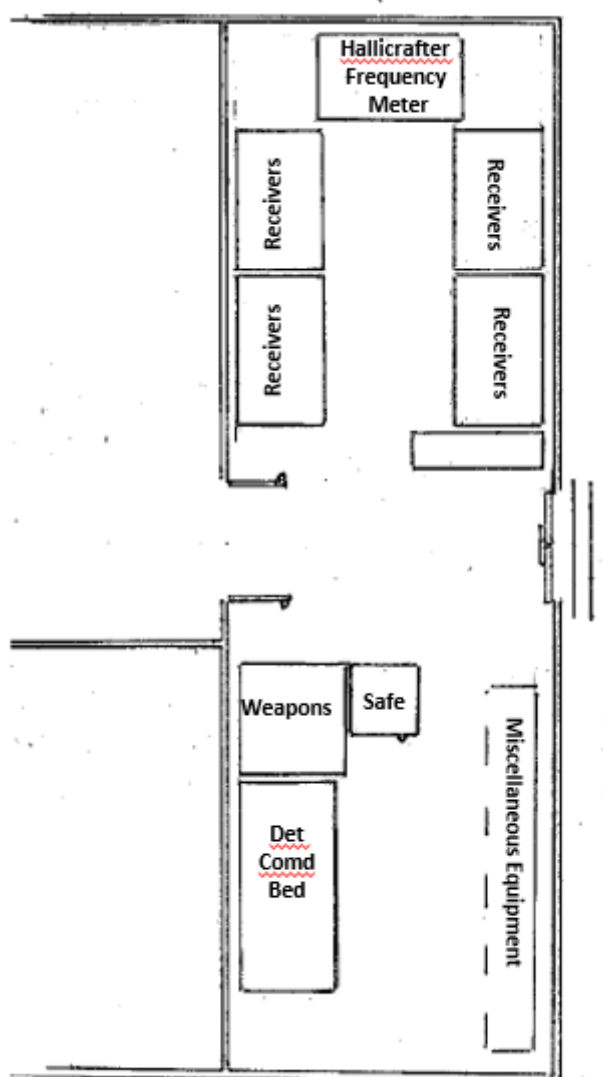 Hallicrafter
Frequency
Meter
Receivers
Receivers
Receivers
Receivers
Weapons
Safe
Miscellaneous Equipment
Det
Comd
Bed